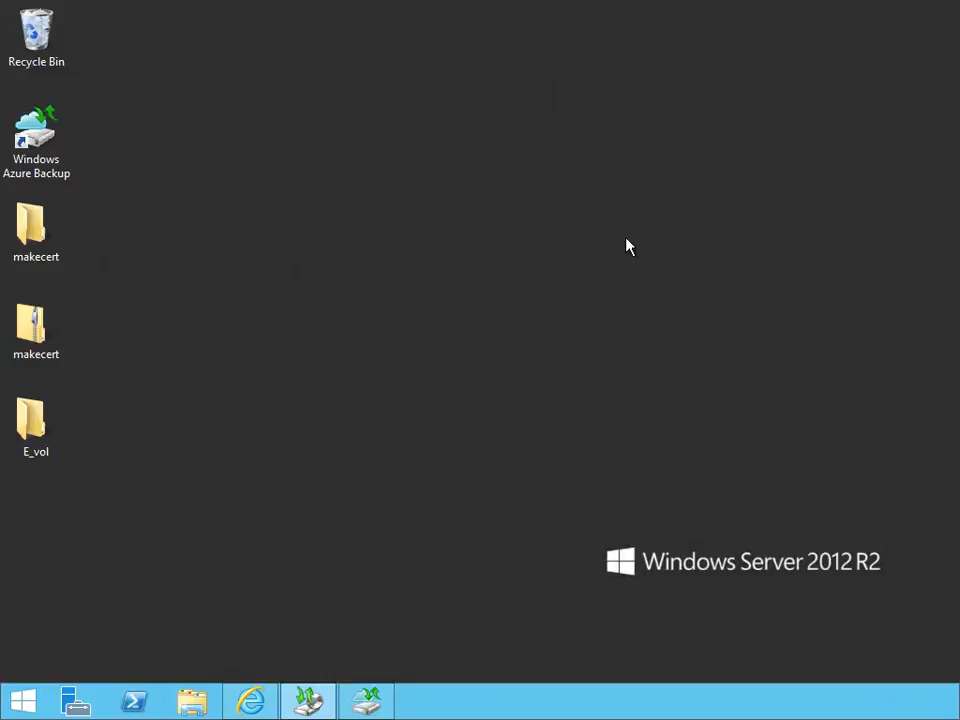 Recycle Bin
Windows
Azure Backup
makecert
makecert
E_vol
Windows Server 2012 R2